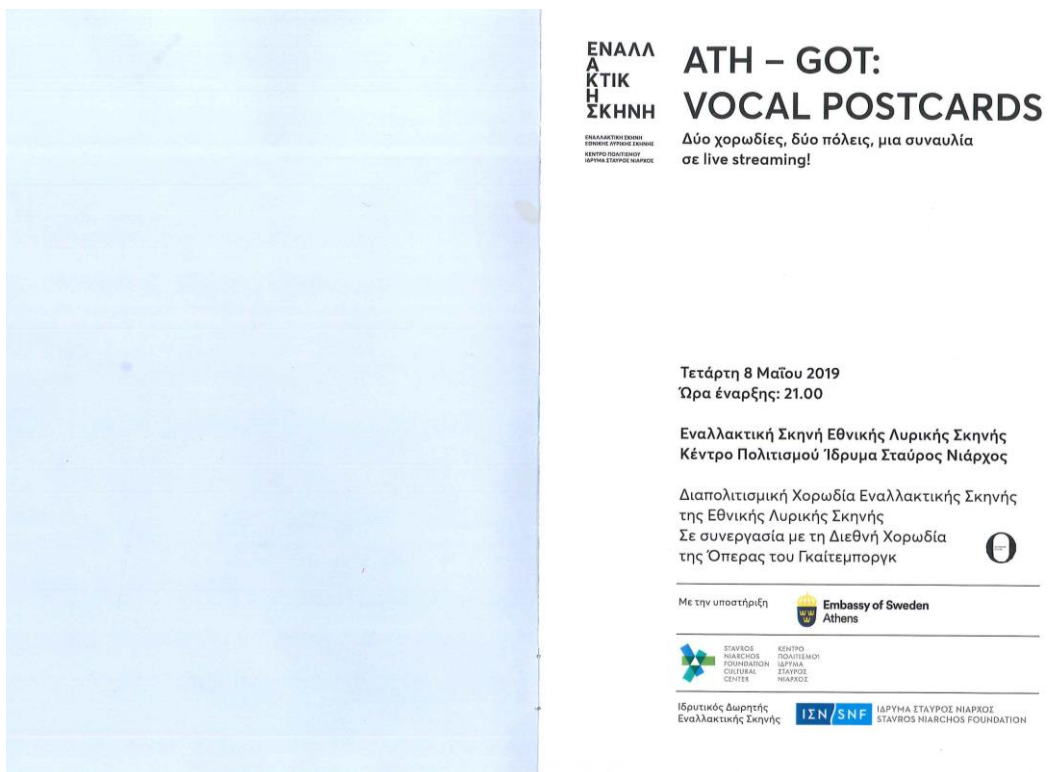 ΕΝΑΛΛ
Α
ΚΤΙΚ
Η
ΣΚΗΝΗ
ΕΝΑΛΛΑΚΤΙΚΗ ΣΚΗΝΗ
ΕΘΝΙΚΗΣ ΛΥΡΙΚΗΣ ΣΚΗΝΗΣ
ΚΕΝΤΡΟ ΠΟΛΙΤΙΣΜΟΥ
ΙΔΡΥΜΑ ΣΤΑΥΡΟΣ ΝΙΑΡΧΟΣ
ATH – GOT:
VOCAL POSTCARDS
Δύο χορωδίες, δύο πόλεις, μια συναυλία
σε live streaming!
Τετάρτη 8 Μαΐου 2019
Ώρα έναρξης: 21.00
Εναλλακτική Σκηνή Εθνικής Λυρικής Σκηνής
Κέντρο Πολιτισμού Ίδρυμα Σταύρος Νιάρχος
Διαπολιτισμική Χορωδία Εναλλακτικής Σκηνής
της Εθνικής Λυρικής Σκηνής
Σε συνεργασία με τη Διεθνή Χορωδία
της Όπερας του Γκαίτεμποργκ
Με την υποστήριξη
Embassy of Sweden
Athens
STAVROS
NIARCHOS
FOUNDATION
CULTURAL
CENTER
ΚΕΝΤΡΟ
ΠΟΛΙΤΙΣΜΟΥ
ΙΔΡΥΜΑ
ΣΤΑΥΡΟΣ
ΝΙΑΡΧΟΣ
Ιδρυτικός Δωρητής
Εναλλακτικής Σκηνής
ΙΣΝ/SNF
ΙΔΡΥΜΑ ΣΤΑΥΡΟΣ ΝΙΑΡΧΟΣ
STAVROS NIARCHOS FOUNDATION